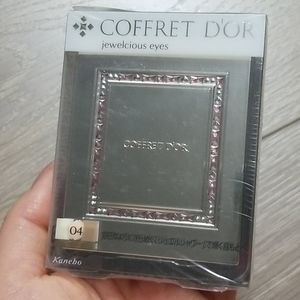 COFFRET D'OR
jewelcious eyes
COFFRET D'OR
04
Kanebo